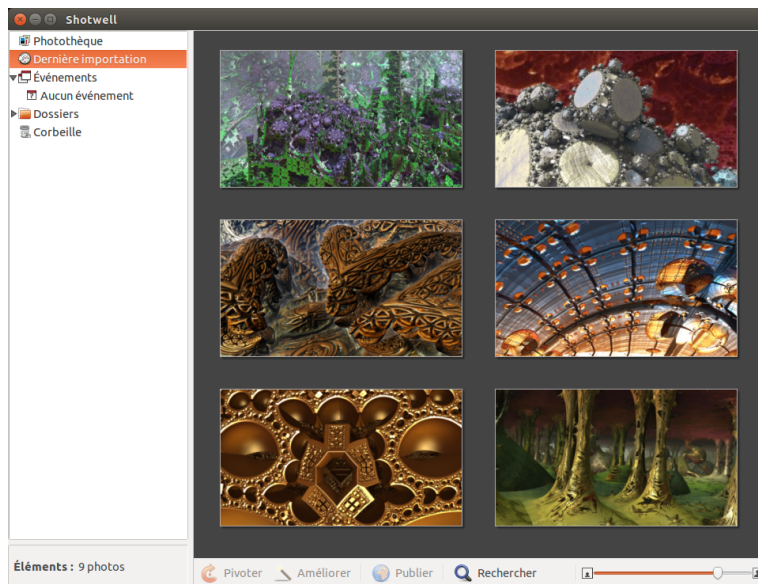 Shotwell
Photothèque
Dernière importation
Événements
Aucun événement
Dossiers
Corbeille
Éléments : 9 photos
Pivoter
Améliorer
Publier
Rechercher